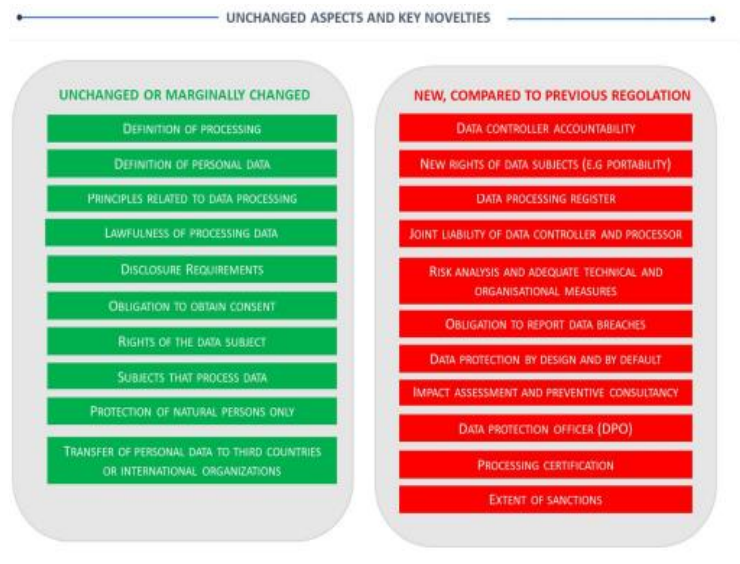 UNCHANGED ASPECTS AND KEY NOVELTIES
UNCHANGED OR MARGINALLY CHANGED
DEFINITION OF PROCESSING
DEFINITION OF PERSONAL DATA
PRINCIPLES RELATED TO DATA PROCESSING
LAWFULNESS OF PROCESSING DATA
DISCLOSURE REQUIREMENTS
OBLIGATION TO OBTAIN CONSENT
RIGHTS OF THE DATA SUBJECT
SUBJECTS THAT PROCESS DATA
PROTECTION OF NATURAL PERSONS ONLY
TRANSFER OF PERSONAL DATA TO THIRD COUNTRIES
OR INTERNATIONAL ORGANIZATIONS
NEW, COMPARED TO PREVIOUS REGOLATION
DATA CONTROLLER ACCOUNTABILITY
NEW RIGHTS OF DATA SUBJECTS (E.G PORTABILITY)
DATA PROCESSING REGISTER
JOINT LIABILITY OF DATA CONTROLLER AND PROCESSOR
RISK ANALYSIS AND ADEQUATE TECHNICAL AND
ORGANISATIONAL MEASURES
OBLIGATION TO REPORT DATA BREACHES
DATA PROTECTION BY DESIGN AND BY DEFAULT
IMPACT ASSESSMENT AND PREVENTIVE CONSULTANCY
DATA PROTECTION OFFICER (DPO)
PROCESSING CERTIFICATION
EXTENT OF SANCTIONS